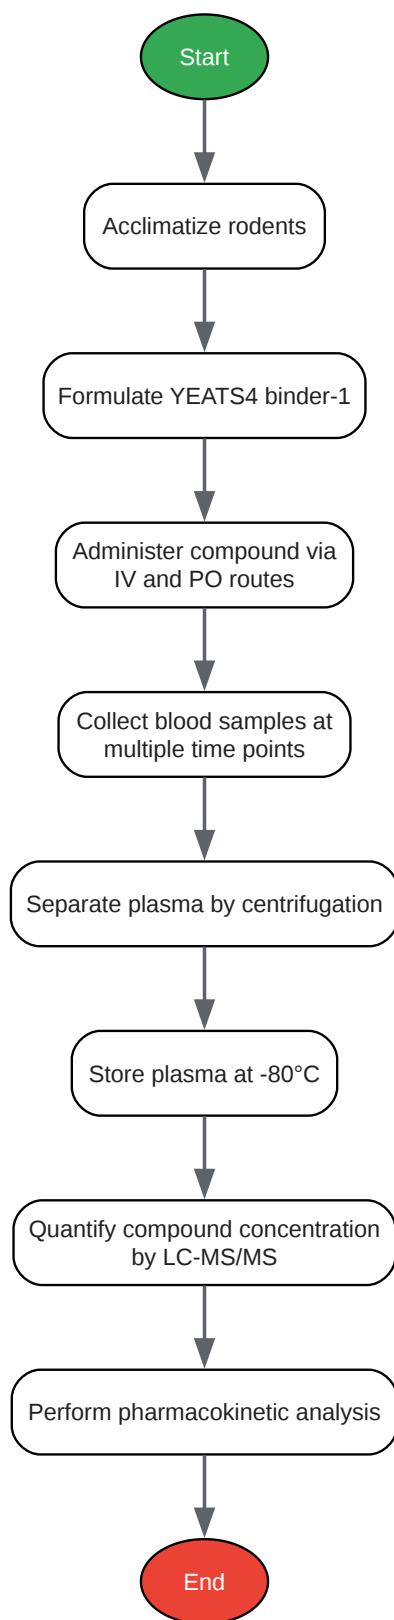 Start
Acclimatize rodents
Formulate YEATS4 binder-1
Administer compound via
IV and PO routes
Collect blood samples at
multiple time points
Separate plasma by centrifugation
Store plasma at -80°C
Quantify compound concentration
by LC-MS/MS
Perform pharmacokinetic analysis
End